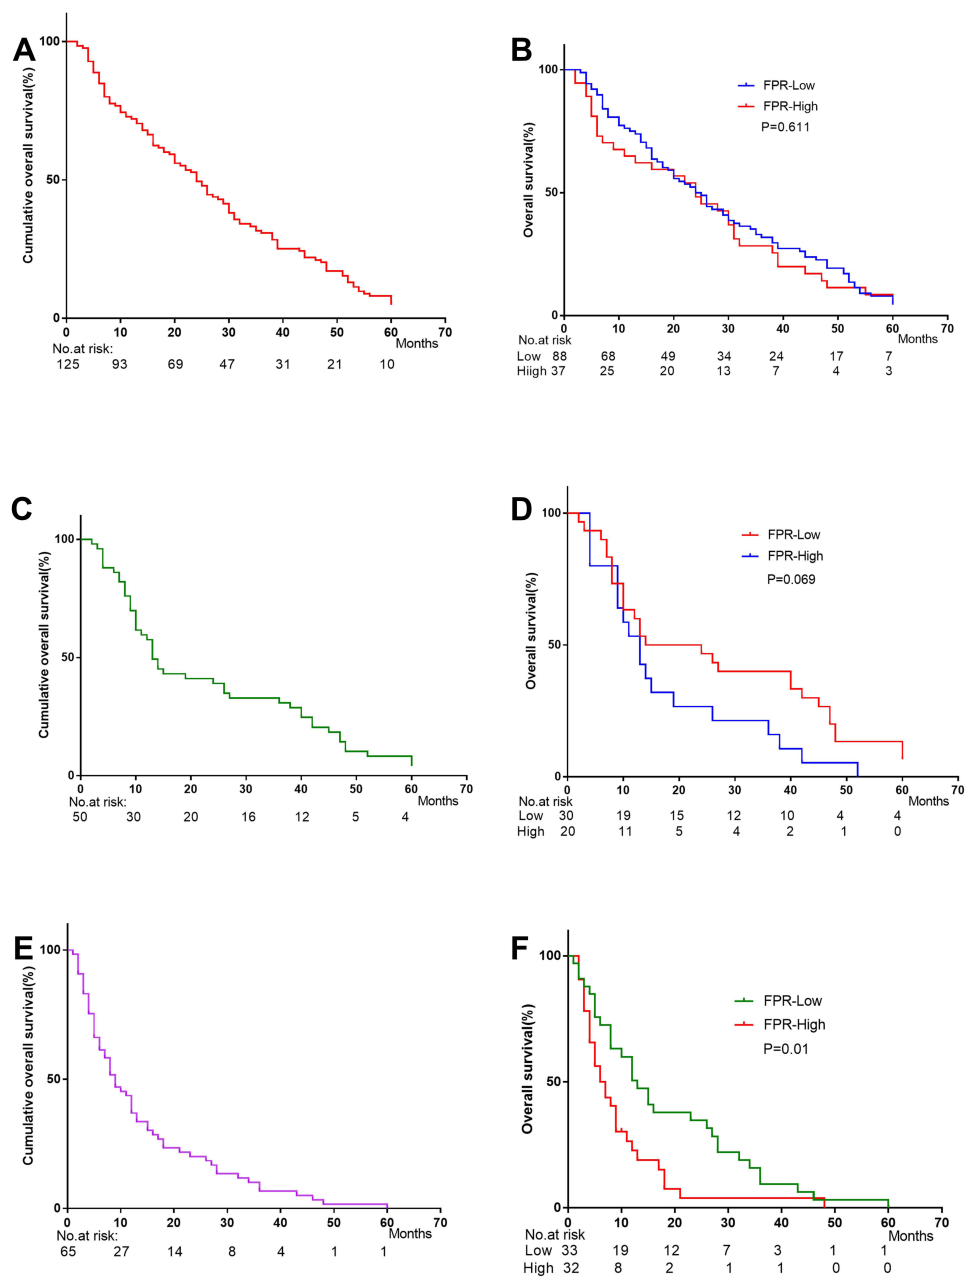 A
Cumulative overall survival(%)
100
50
0
0 10 20 30 40 50 60 70
Months
No.at risk:
125 93 69 47 31 21 10
B
Overall survival(%)
100
50
0
FPR-Low
FPR-High
P=0.611
0 10 20 30 40 50 60 70
No.at risk
Months
Low 88 68 49 34 24 17 7
Hiigh 37 25 20 13 7 4 3
C
Cumulative overall survival(%)
100
50
0
0 10 20 30 40 50 60 70
No.at risk:
Months
50 30 20 16 12 5 4
D
Overall survival(%)
100
50
0
FPR-Low
FPR-High
P=0.069
0 10 20 30 40 50 60 70
No.at risk
Months
Low 30 19 15 12 10 4 4
High 20 11 5 4 2 1 0
E
Cumulative overall survival(%)
100
50
0
0 10 20 30 40 50 60 70
No.at risk:
Months
65 27 14 8 4 1 1
F
Overall survival(%)
100
50
0
FPR-Low
FPR-High
P=0.01
0 10 20 30 40 50 60 70
No.at risk
Months
Low 33 19 12 7 3 1 1
High 32 8 2 1 1 0 0